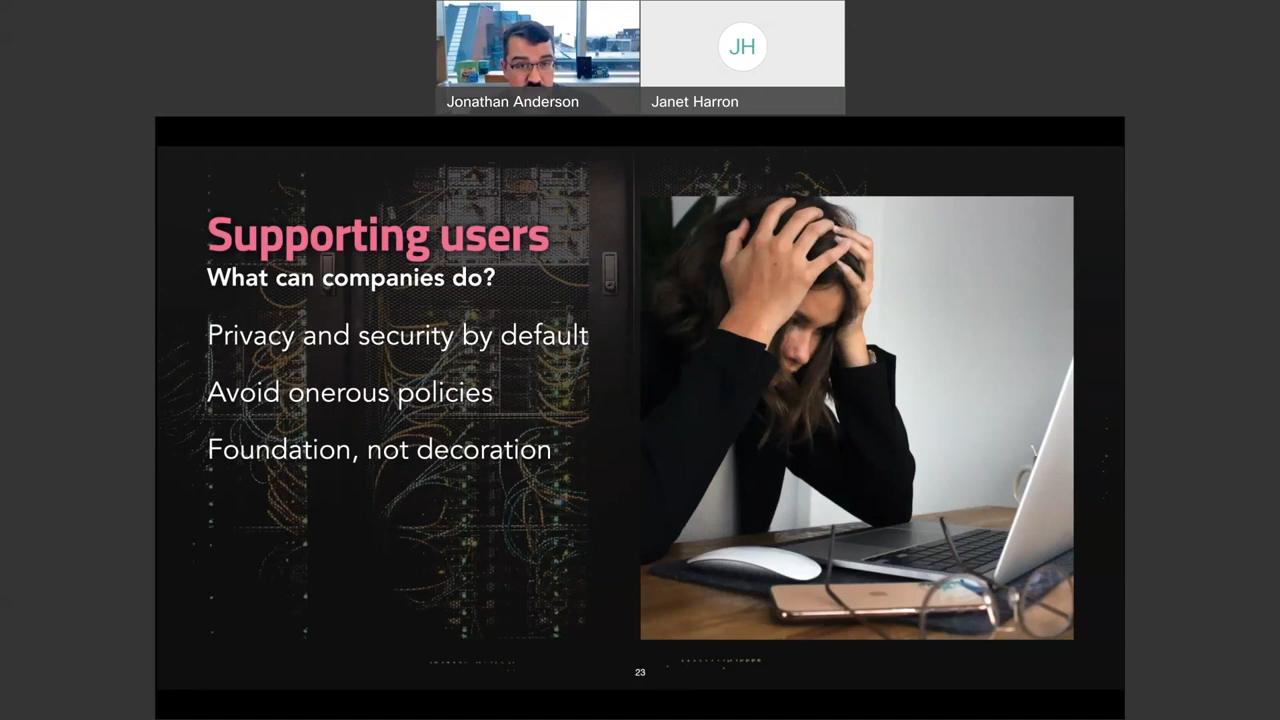 JH
Jonathan Anderson
Janet Harron
Supporting users
What can companies do?
Privacy and security by default
Avoid onerous policies
Foundation, not decoration
23